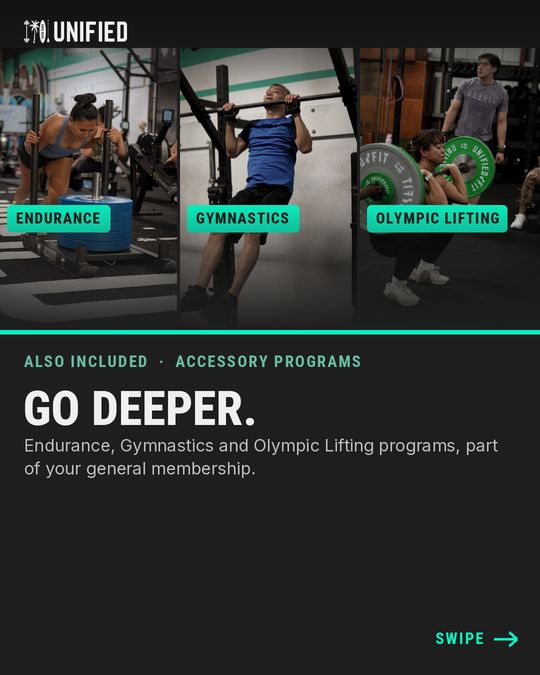 UNIFIED
ENDURANCE
GYMNASTICS
OLYMPIC LIFTING
ALSO INCLUDED · ACCESSORY PROGRAMS
GO DEEPER.
Endurance, Gymnastics and Olympic Lifting programs, part
of your general membership.
SWIPE →